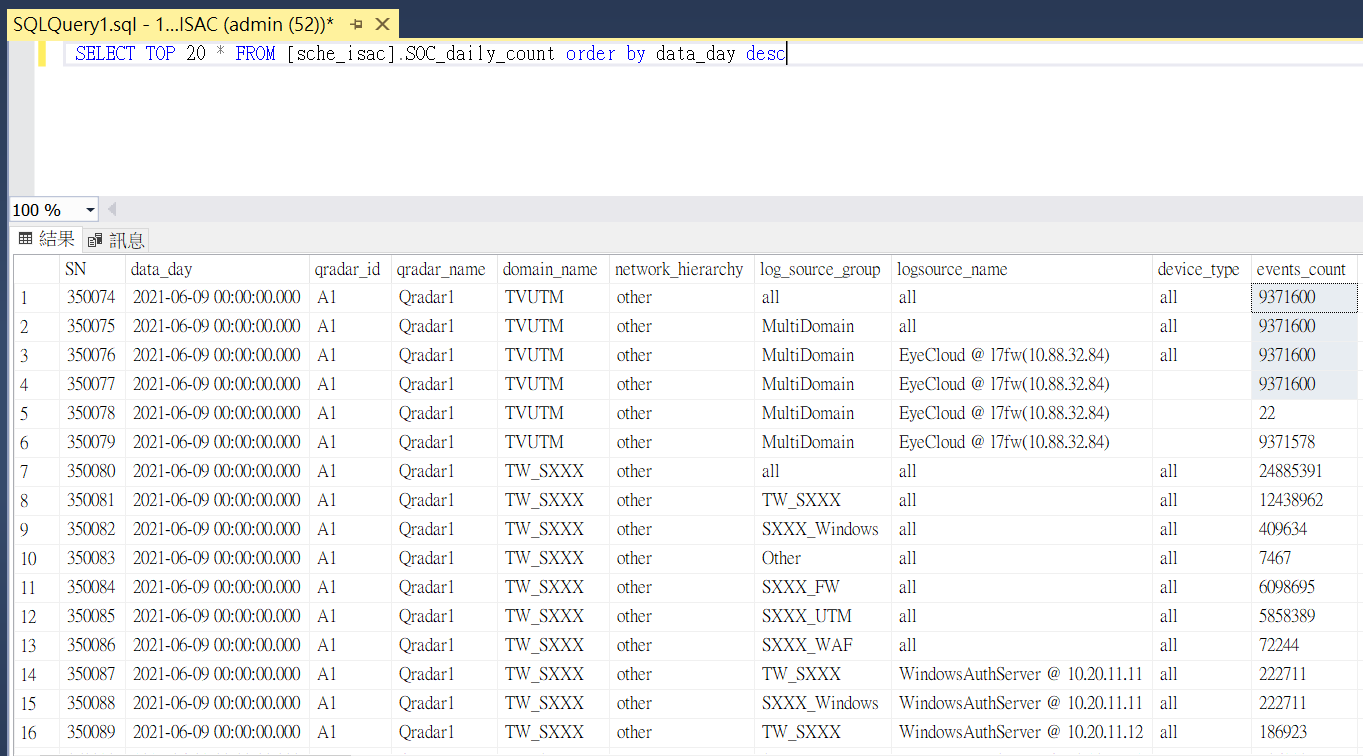 SQLQuery1.sql - 1...ISAC (admin (52))*
SELECT TOP 20 * FROM [sche_isac].SOC_daily_count order by data_day desc
100 %
結果 訊息
SN data_day qradar_id qradar_name domain_name network_hierarchy log_source_group logsource_name device_type events_count
1 350074 2021-06-09 00:00:00.000 A1 Qradar1 TVUTM other all all all 9371600
2 350075 2021-06-09 00:00:00.000 A1 Qradar1 TVUTM other MultiDomain all all 9371600
3 350076 2021-06-09 00:00:00.000 A1 Qradar1 TVUTM other MultiDomain EyeCloud @ l7fw(10.88.32.84) all 9371600
4 350077 2021-06-09 00:00:00.000 A1 Qradar1 TVUTM other MultiDomain EyeCloud @ l7fw(10.88.32.84) 9371600
5 350078 2021-06-09 00:00:00.000 A1 Qradar1 TVUTM other MultiDomain EyeCloud @ l7fw(10.88.32.84) 22
6 350079 2021-06-09 00:00:00.000 A1 Qradar1 TVUTM other MultiDomain EyeCloud @ l7fw(10.88.32.84) 9371578
7 350080 2021-06-09 00:00:00.000 A1 Qradar1 TW_SXXX other all all all 24885391
8 350081 2021-06-09 00:00:00.000 A1 Qradar1 TW_SXXX other TW_SXXX all all 12438962
9 350082 2021-06-09 00:00:00.000 A1 Qradar1 TW_SXXX other SXXX_Windows all all 409634
10 350083 2021-06-09 00:00:00.000 A1 Qradar1 TW_SXXX other Other all all 7467
11 350084 2021-06-09 00:00:00.000 A1 Qradar1 TW_SXXX other SXXX_FW all all 6098695
12 350085 2021-06-09 00:00:00.000 A1 Qradar1 TW_SXXX other SXXX_UTM all all 5858389
13 350086 2021-06-09 00:00:00.000 A1 Qradar1 TW_SXXX other SXXX_WAF all all 72244
14 350087 2021-06-09 00:00:00.000 A1 Qradar1 TW_SXXX other TW_SXXX WindowsAuthServer @ 10.20.11.11 all 222711
15 350088 2021-06-09 00:00:00.000 A1 Qradar1 TW_SXXX other SXXX_Windows WindowsAuthServer @ 10.20.11.11 all 222711
16 350089 2021-06-09 00:00:00.000 A1 Qradar1 TW_SXXX other TW_SXXX WindowsAuthServer @ 10.20.11.12 all 186923